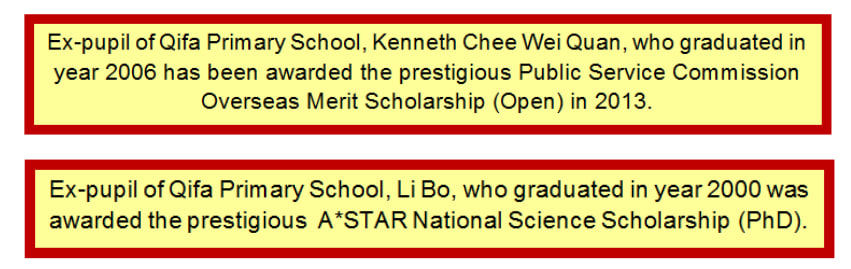 Ex-pupil of Qifa Primary School, Kenneth Chee Wei Quan, who graduated in
year 2006 has been awarded the prestigious Public Service Commission
Overseas Merit Scholarship (Open) in 2013.
Ex-pupil of Qifa Primary School, Li Bo, who graduated in year 2000 was
awarded the prestigious A*STAR National Science Scholarship (PhD).